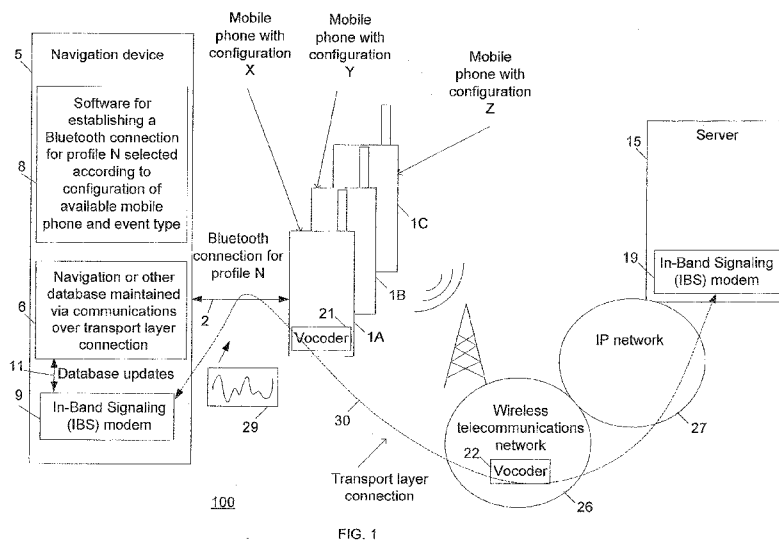 Mobile
phone with
configuration
X
Mobile
phone with
configuration
Y
Mobile
phone with
configuration
Z
5
Navigation device
Software for
establishing a
Bluetooth connection
for profile N selected
according to
configuration of
available mobile
phone and event type
8
Server
15
1C
Bluetooth
connection for
profile N
1B
19
In-Band Signaling
(IBS) modem
6
Navigation or other
database maintained
via communications
over transport layer
connection
2
21
Vocoder
1A
IP network
11
Database updates
9
In-Band Signaling
(IBS) modem
29
30
Wireless
telecommunications
network
22
Vocoder
27
Transport layer
connection
26
100
FIG. 1